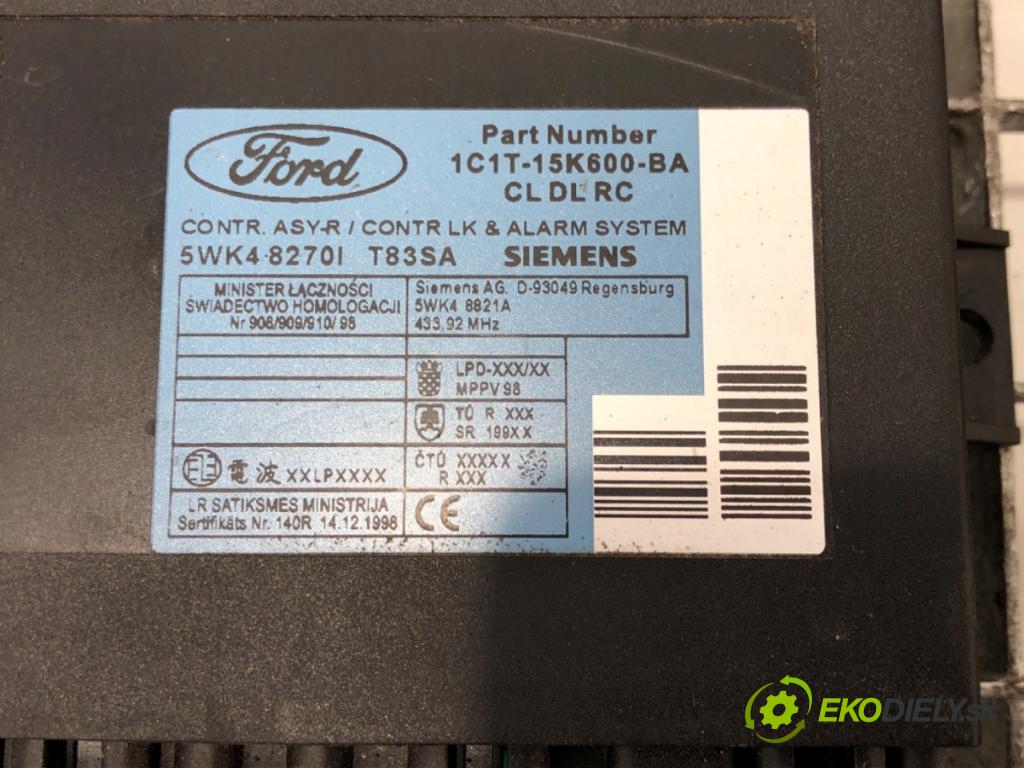 Ford
Part Number
1C1T-15K600-BA
CL DL RC
CONTR. ASY-R / CONTR LK & ALARM SYSTEM
5WK4 8270I T83SA SIEMENS
MINISTER ŁĄCZNOŚCI
ŚWIADECTWO HOMOLOGACJI
Nr 908/909/910/ 98
Siemens AG, D-93049 Regensburg
5WK4 8821A
433,92 MHz
LPD-XXX/XX
MPPV 98
TÚ R XXX
SR 199X X
電波 XXLPXXXX
ČTÚ XXXXX
R XXX
LR SATIKSMES MINISTRIJA
Sertifikāts Nr. 140R 14.12.1998
CE
EKODIELY.sk